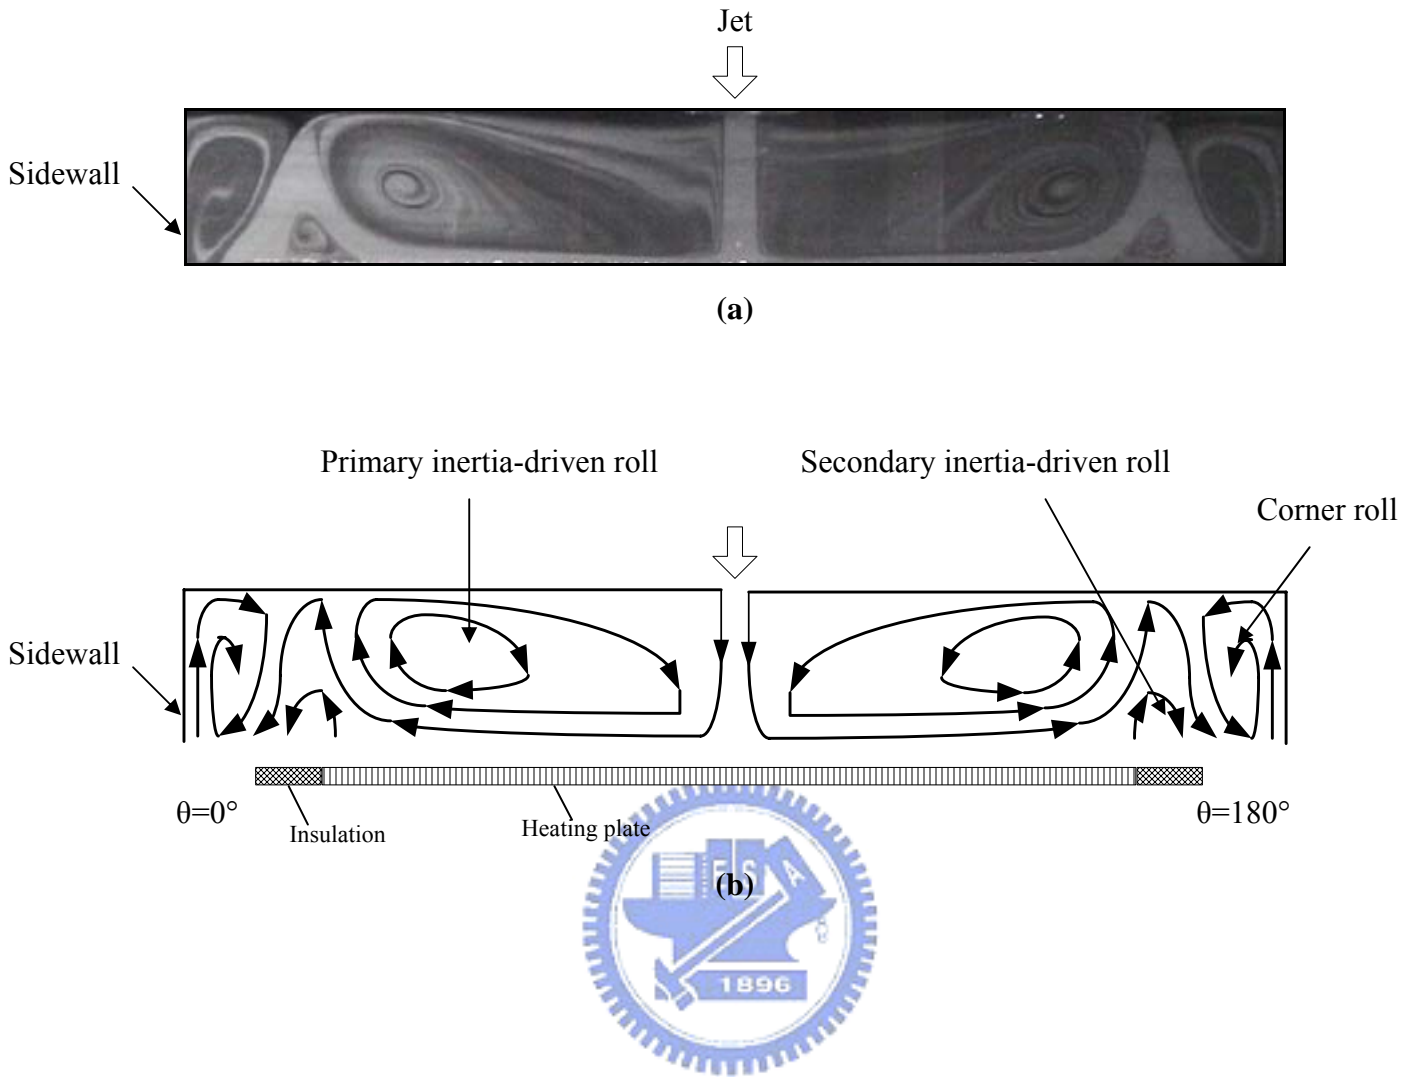 Jet
Sidewall
(a)
Primary inertia-driven roll
Secondary inertia-driven roll
Corner roll
Sidewall
θ=0°
θ=180°
Insulation
Heating plate
E S A
(b)
1896